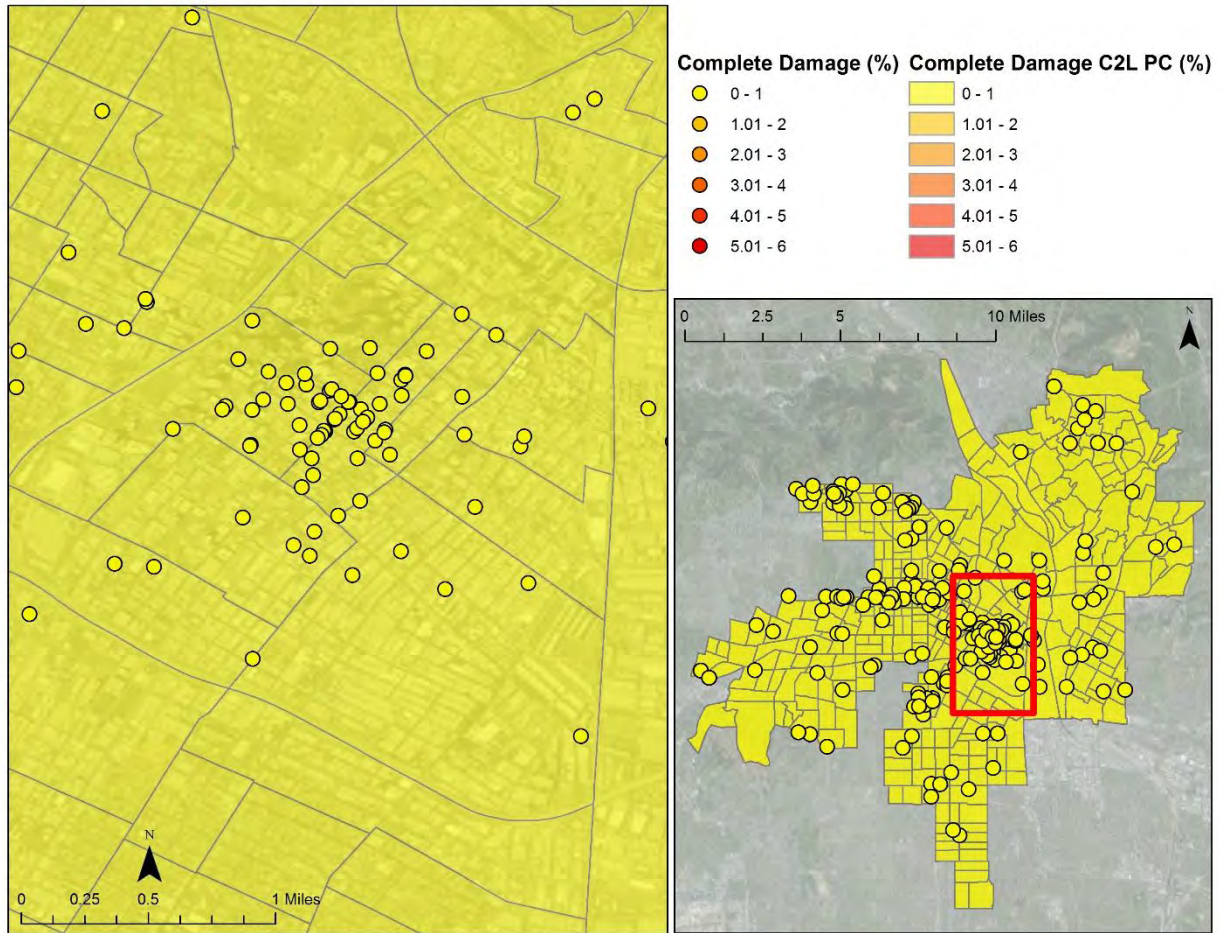 Complete Damage (%) Complete Damage C2L PC (%)
0 - 1 0 - 1
1.01 - 2 1.01 - 2
2.01 - 3 2.01 - 3
3.01 - 4 3.01 - 4
4.01 - 5 4.01 - 5
5.01 - 6 5.01 - 6
0 2.5 5 10 Miles
N
N
0 0.25 0.5 1 Miles